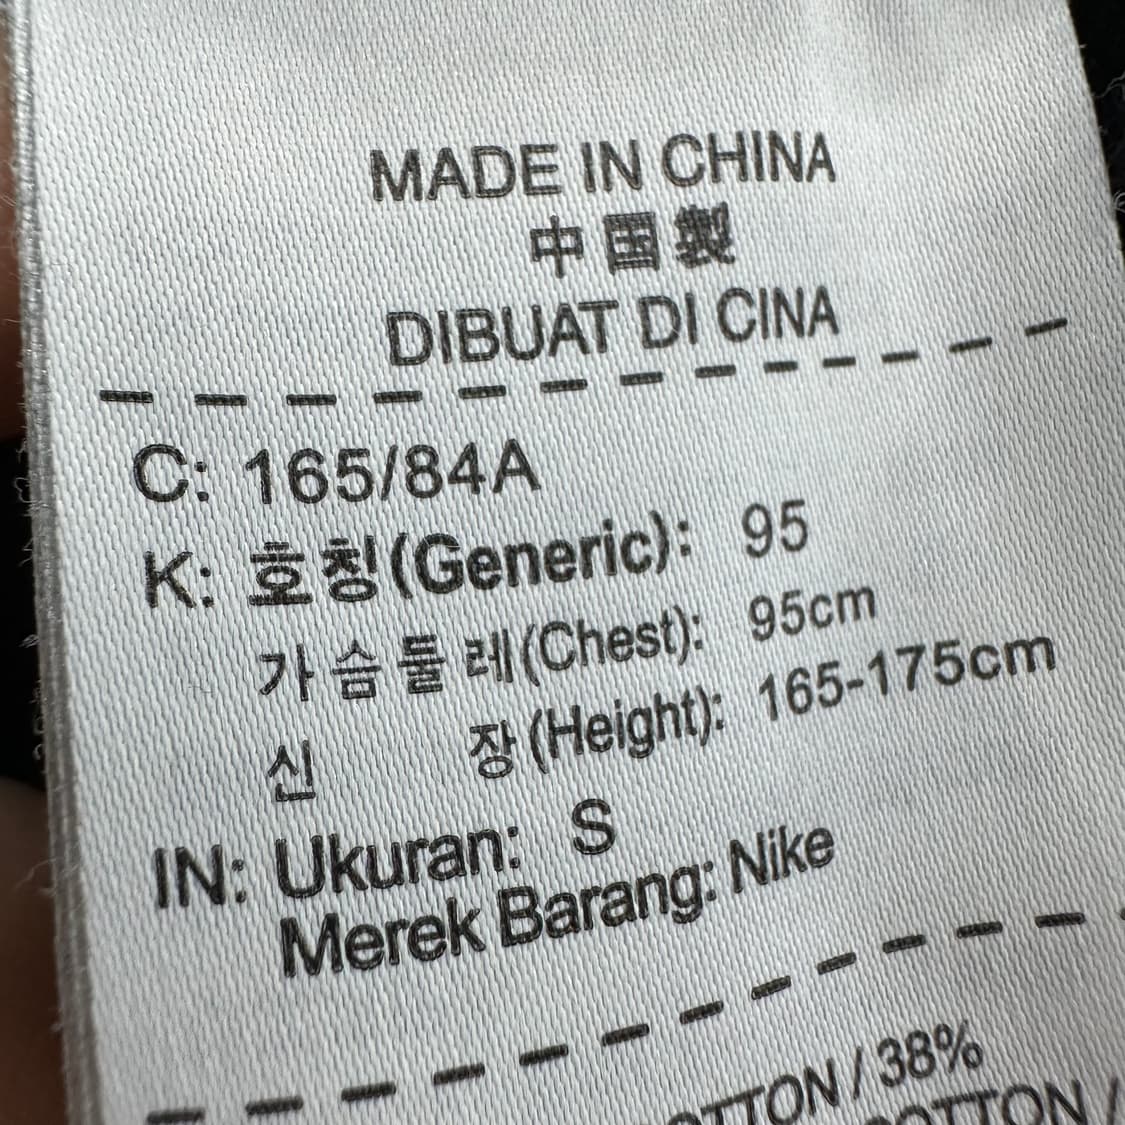 MADE IN CHINA
中国製
DIBUAT DI CINA
C: 165/84A
K: 호칭(Generic): 95
가슴둘레(Chest): 95cm
신 장(Height): 165-175cm
IN: Ukuran: S
Merek Barang: Nike
/ 38%